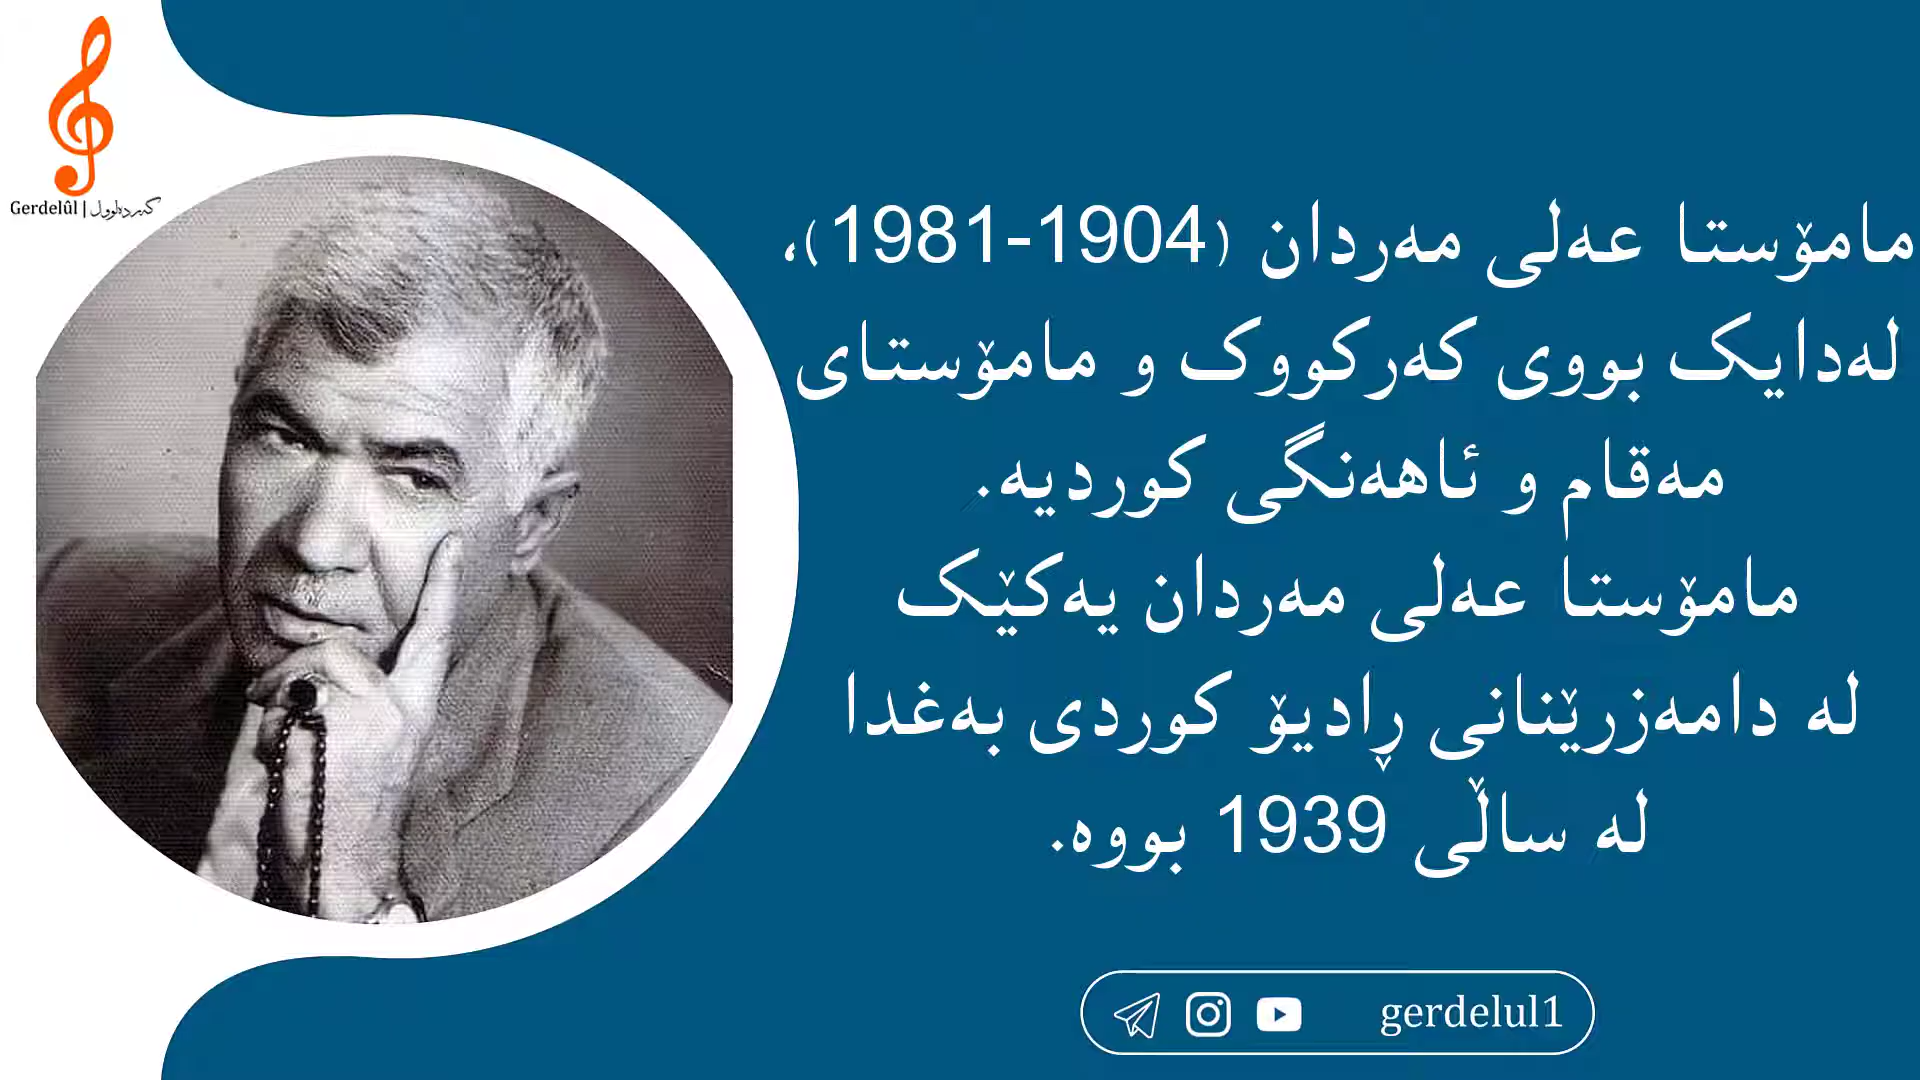 Gerdelûl | گەردەلوول
مامۆستا عەلی مەردان (1904-1981)،
لەدایک بووی کەرکووک و مامۆستای
مەقام و ئاهەنگی کوردیە.
مامۆستا عەلی مەردان یەکێک
لە دامەزرێنانی ڕادیۆ کوردی بەغدا
لە ساڵی 1939 بووە.
gerdelul1